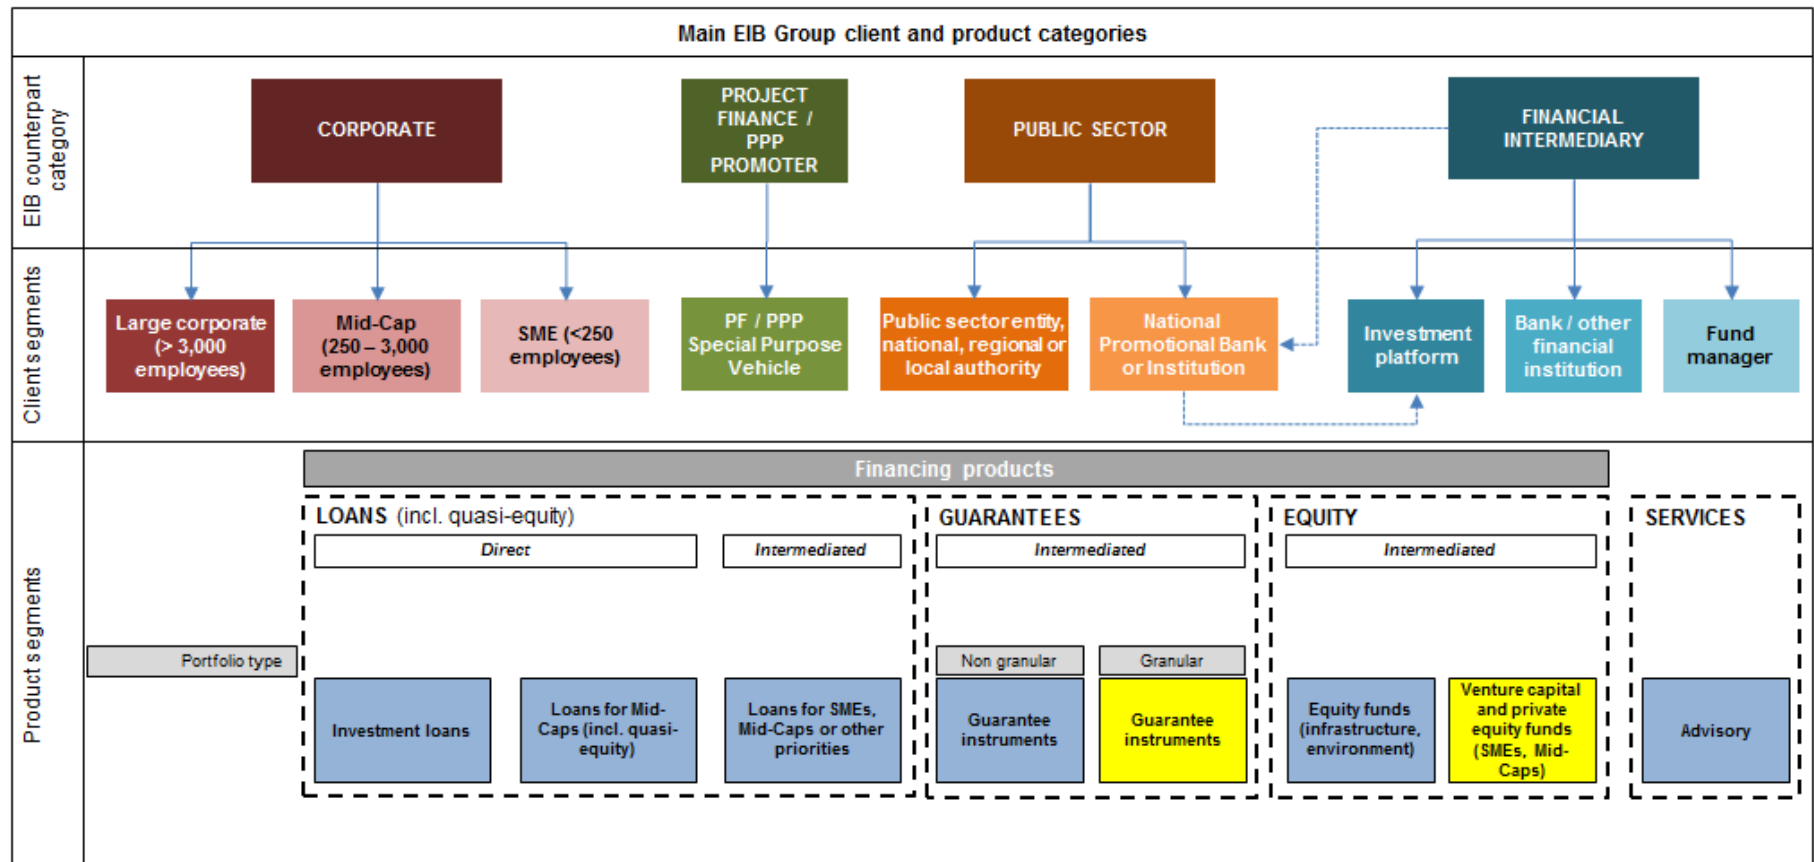 Main EIB Group client and product categories
EIB counterpart
category
CORPORATE
PROJECT
FINANCE /
PPP
PROMOTER
PUBLIC SECTOR
FINANCIAL
INTERMEDIARY
Client segments
Large corporate
(> 3,000
employees)
Mid-Cap
(250 – 3,000
employees)
SME (<250
employees)
PF / PPP
Special Purpose
Vehicle
Public sector entity,
national, regional or
local authority
National
Promotional Bank
or Institution
Investment
platform
Bank / other
financial
institution
Fund
manager
Product segments
Financing products
LOANS (incl. quasi-equity)
Direct
Intermediated
GUARANTEES
Intermediated
EQUITY
Intermediated
SERVICES
Portfolio type
Non granular
Granular
Investment loans
Loans for Mid-
Caps (incl. quasi-
equity)
Loans for SMEs,
Mid-Caps or other
priorities
Guarantee
instruments
Guarantee
instruments
Equity funds
(infrastructure,
environment)
Venture capital
and private
equity funds
(SMEs, Mid-
Caps)
Advisory